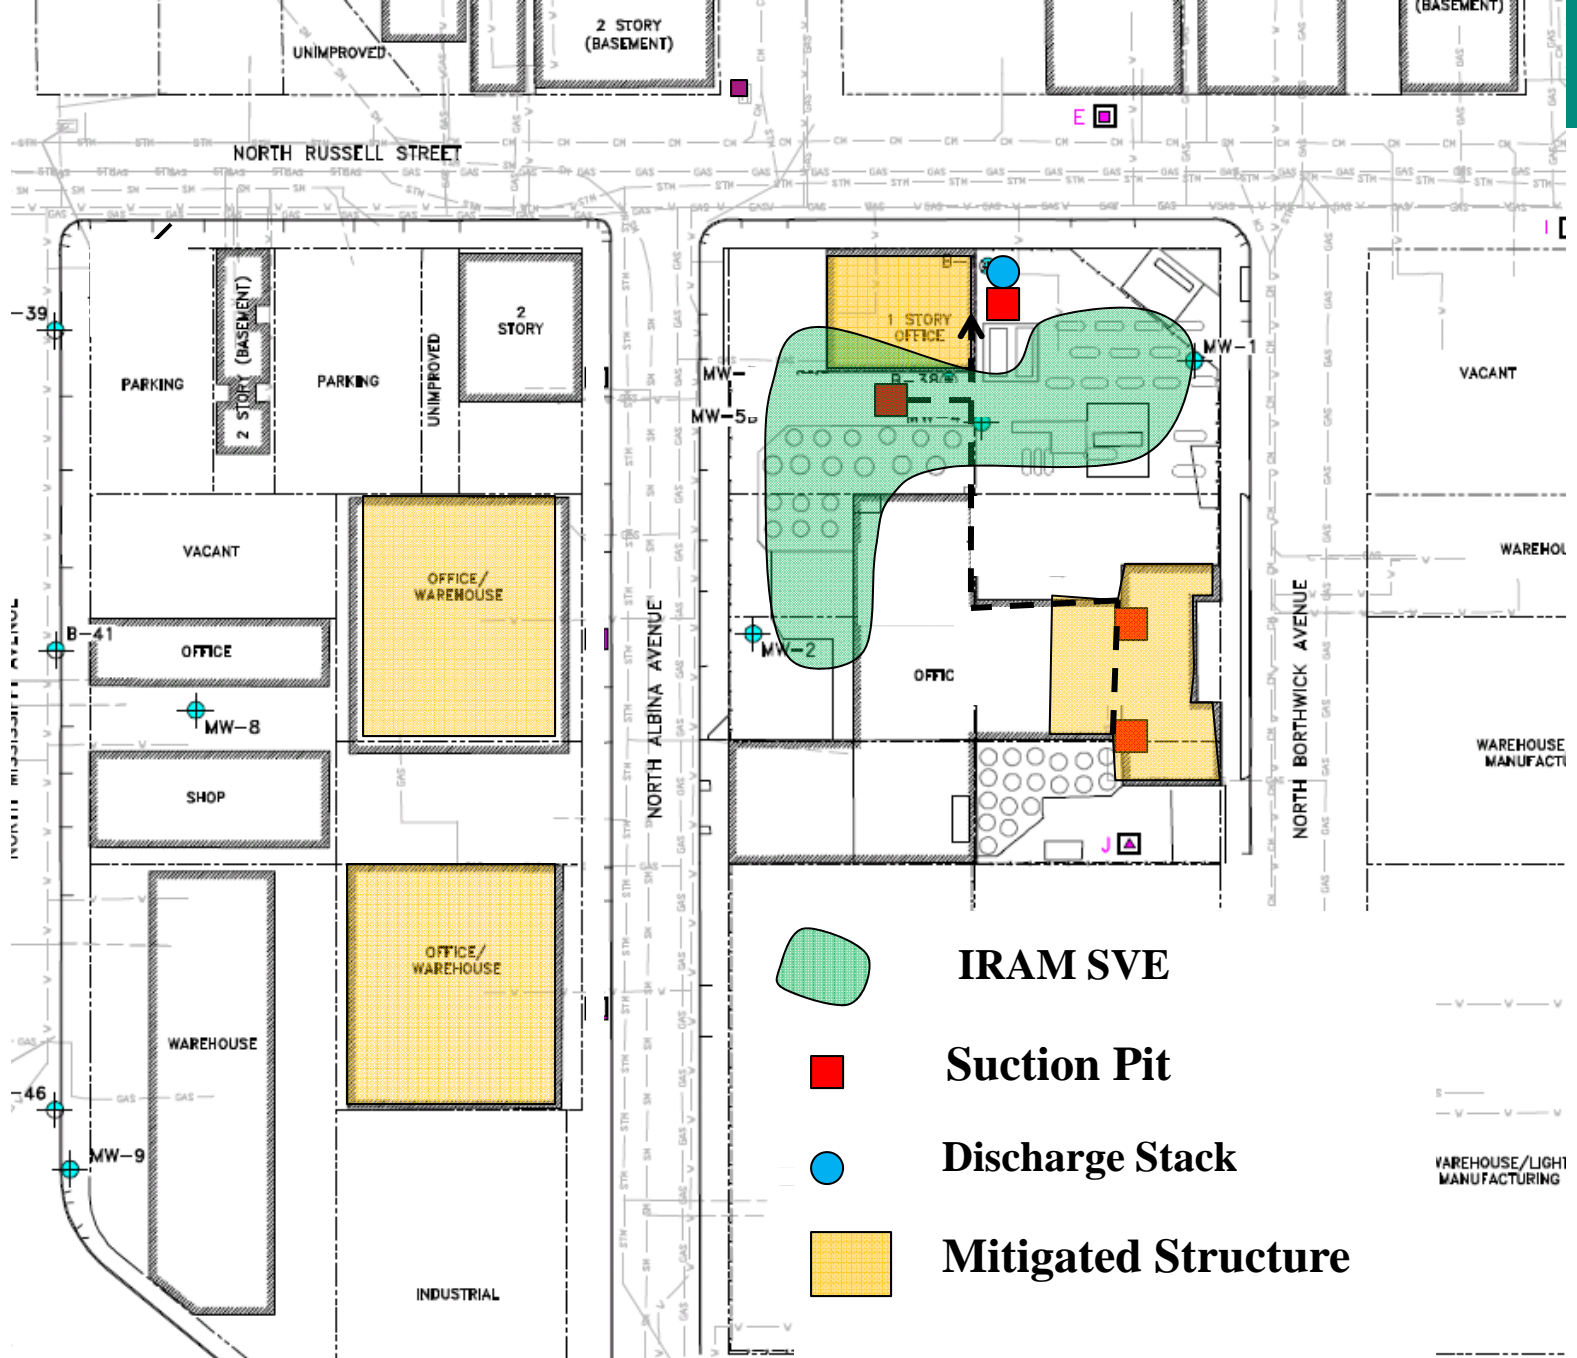 (BASEMENT)
2 STORY
(BASEMENT)
UNIMPROVED
E
NORTH RUSSELL STREET
I
-39
PARKING
2 STORY (BASEMENT)
PARKING
UNIMPROVED
2
STORY
1 STORY
OFFICE
MW-1
MW-
B-38
MW-5
MW-4
VACANT
VACANT
OFFICE/
WAREHOUSE
B-41
OFFICE
MW-8
SHOP
NORTH ALBINA AVENUE
MW-2
OFFIC
NORTH BORTHWICK AVENUE
WAREHOU
WAREHOUSE
MANUFACTU
J
OFFICE/
WAREHOUSE
WAREHOUSE
-46
MW-9
INDUSTRIAL
IRAM SVE
Suction Pit
Discharge Stack
Mitigated Structure
WAREHOUSE/LIGHT
MANUFACTURING